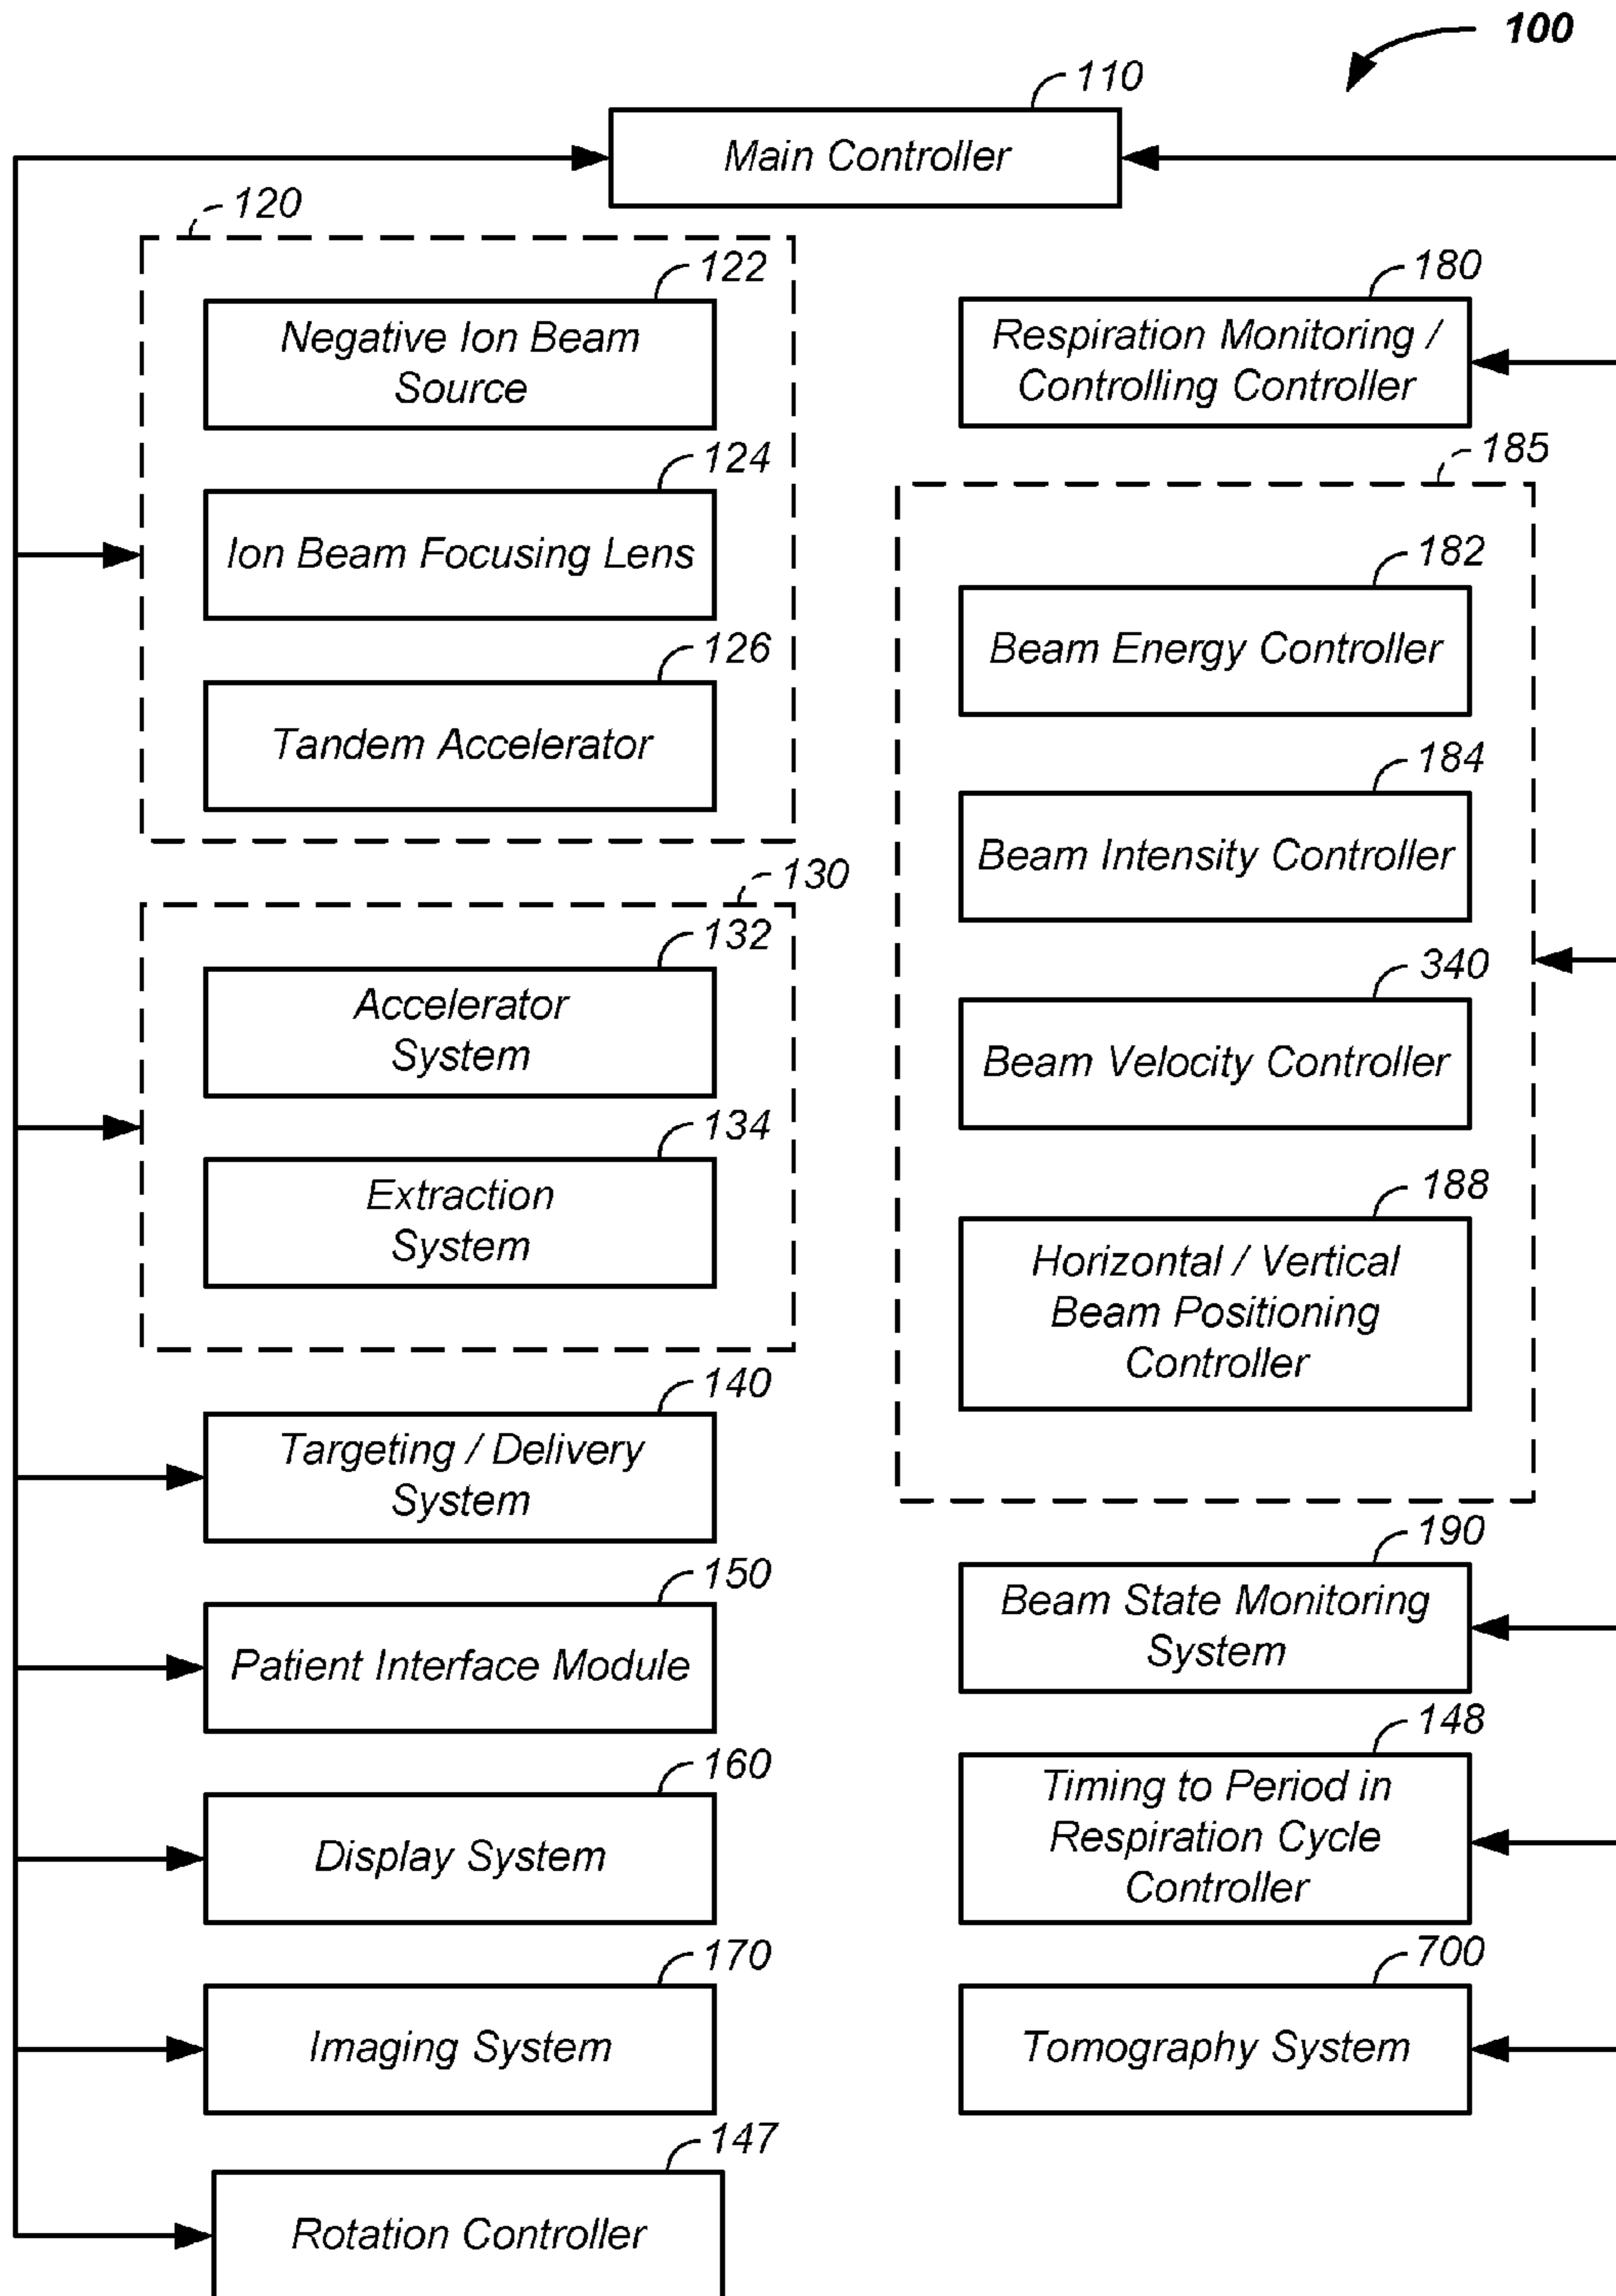 100
110
Main Controller
120
122
Negative Ion Beam
Source
124
Ion Beam Focusing Lens
126
Tandem Accelerator
130
132
Accelerator
System
134
Extraction
System
140
Targeting / Delivery
System
150
Patient Interface Module
160
Display System
170
Imaging System
147
Rotation Controller
180
Respiration Monitoring /
Controlling Controller
185
182
Beam Energy Controller
184
Beam Intensity Controller
340
Beam Velocity Controller
188
Horizontal / Vertical
Beam Positioning
Controller
190
Beam State Monitoring
System
148
Timing to Period in
Respiration Cycle
Controller
700
Tomography System